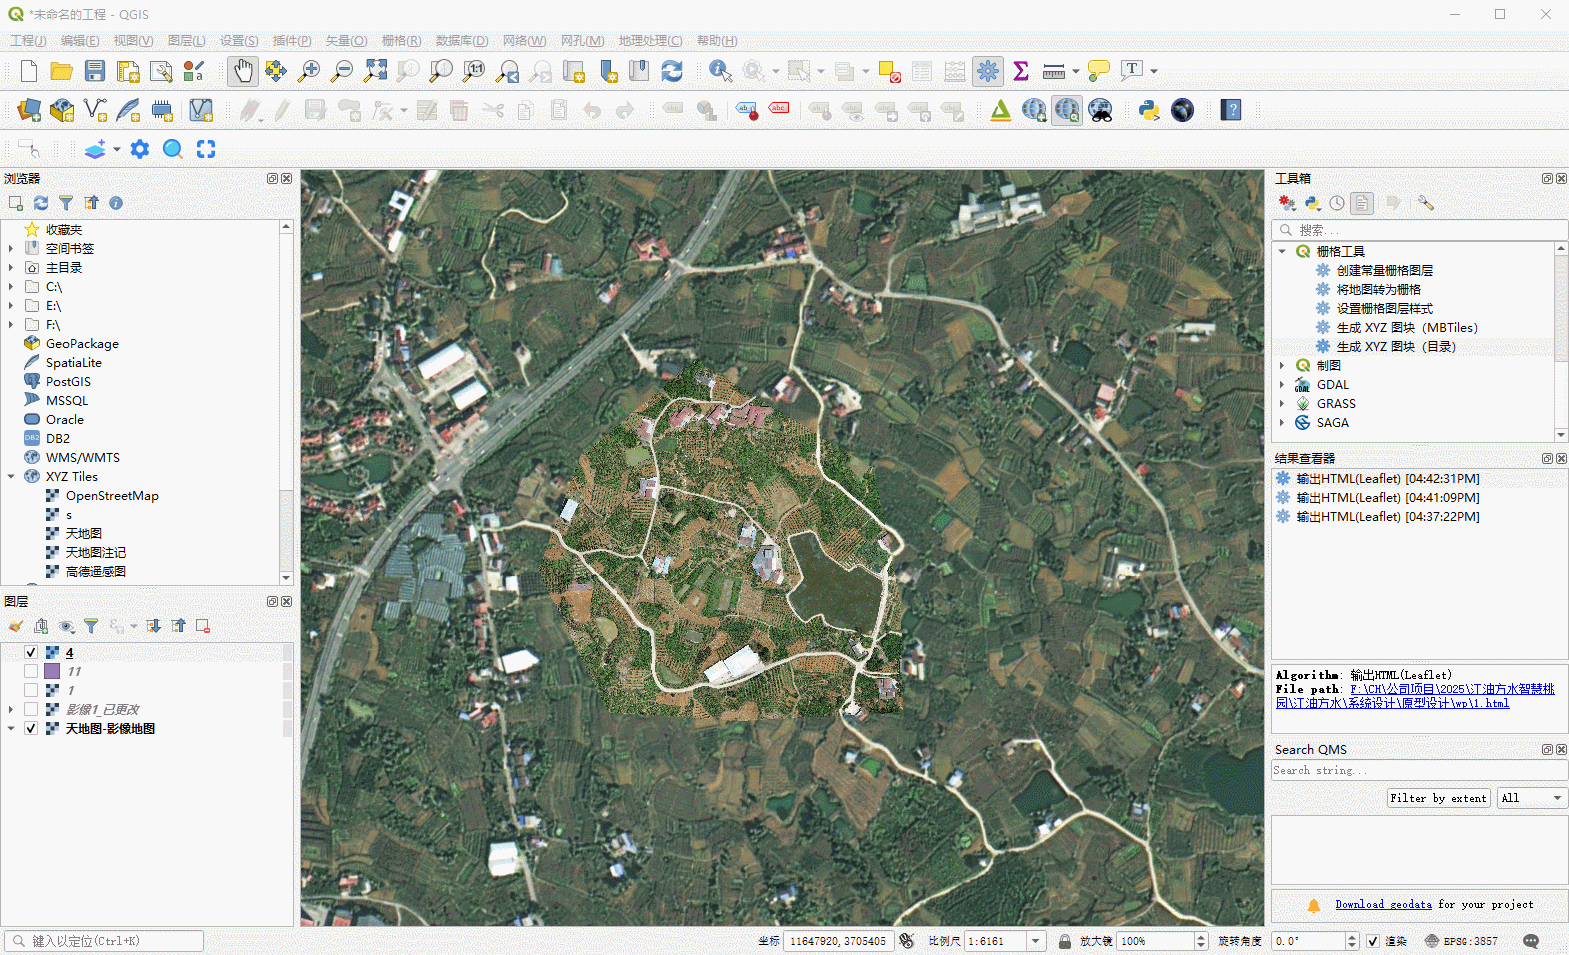 *未命名的工程 - QGIS
工程(J) 编辑(E) 视图(V) 图层(L) 设置(S) 插件(P) 矢量(O) 栅格(R) 数据库(D) 网络(W) 网孔(M) 地理处理(C) 帮助(H)
浏览器
收藏夹
空间书签
主目录
C:\
E:\
F:\
GeoPackage
SpatiaLite
PostGIS
MSSQL
Oracle
DB2
WMS/WMTS
XYZ Tiles
OpenStreetMap
s
天地图
天地图注记
高德遥感图
图层
4
11
1
影像1_已更改
天地图-影像地图
工具箱
搜索...
栅格工具
创建常量栅格图层
将地图转为栅格
设置栅格图层样式
生成 XYZ 图块（MBTiles）
生成 XYZ 图块（目录）
制图
GDAL
GRASS
SAGA
结果查看器
输出HTML(Leaflet) [04:42:31PM]
输出HTML(Leaflet) [04:41:09PM]
输出HTML(Leaflet) [04:37:22PM]
Algorithm: 输出HTML(Leaflet)
File path: F:\CH\公司项目\2025\江油方水智慧桃
园\江油方水\系统设计\原型设计\wp\1.html
Search QMS
Search string...
Filter by extent All
Download geodata for your project
键入以定位(Ctrl+K) 坐标 11647920,3705405 比例尺 1:6161 放大镜 100% 旋转角度 0.0° 渲染 EPSG:3857